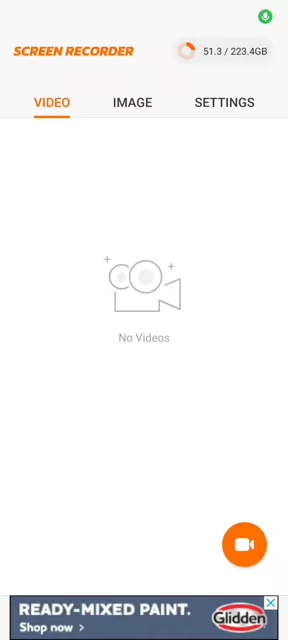 SCREEN RECORDER
51.3 / 223.4GB
VIDEO
IMAGE
SETTINGS
No Videos
READY-MIXED PAINT.
Shop now >
Glidden